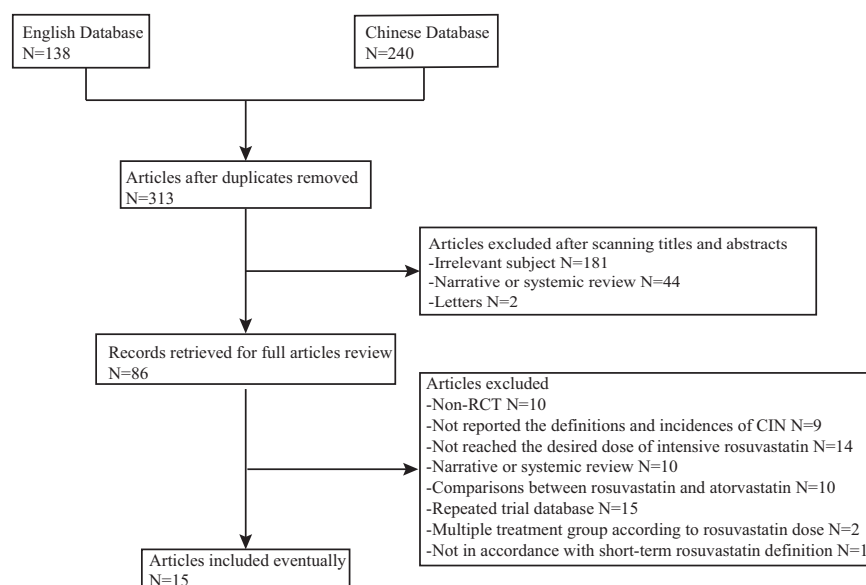 English Database
N=138
Chinese Database
N=240
Articles after duplicates removed
N=313
Articles excluded after scanning titles and abstracts
-Irrelevant subject N=181
-Narrative or systemic review N=44
-Letters N=2
Records retrieved for full articles review
N=86
Articles excluded
-Non-RCT N=10
-Not reported the definitions and incidences of CIN N=9
-Not reached the desired dose of intensive rosuvastatin N=14
-Narrative or systemic review N=10
-Comparisons between rosuvastatin and atorvastatin N=10
-Repeated trial database N=15
-Multiple treatment group according to rosuvastatin dose N=2
-Not in accordance with short-term rosuvastatin definition N=1
Articles included eventually
N=15